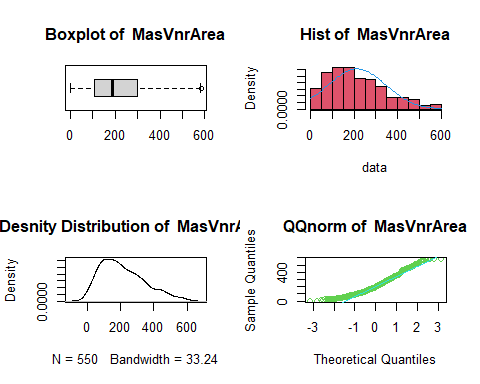 Boxplot of MasVnrArea
0 200 400 600
Hist of MasVnrArea
Density
0.0000
0 200 400 600
data
Desnity Distribution of MasVnrA
Density
0.0000
0 200 400 600
N = 550 Bandwidth = 33.24
QQnorm of MasVnrArea
Sample Quantiles
0 400
-3 -1 0 1 2 3
Theoretical Quantiles